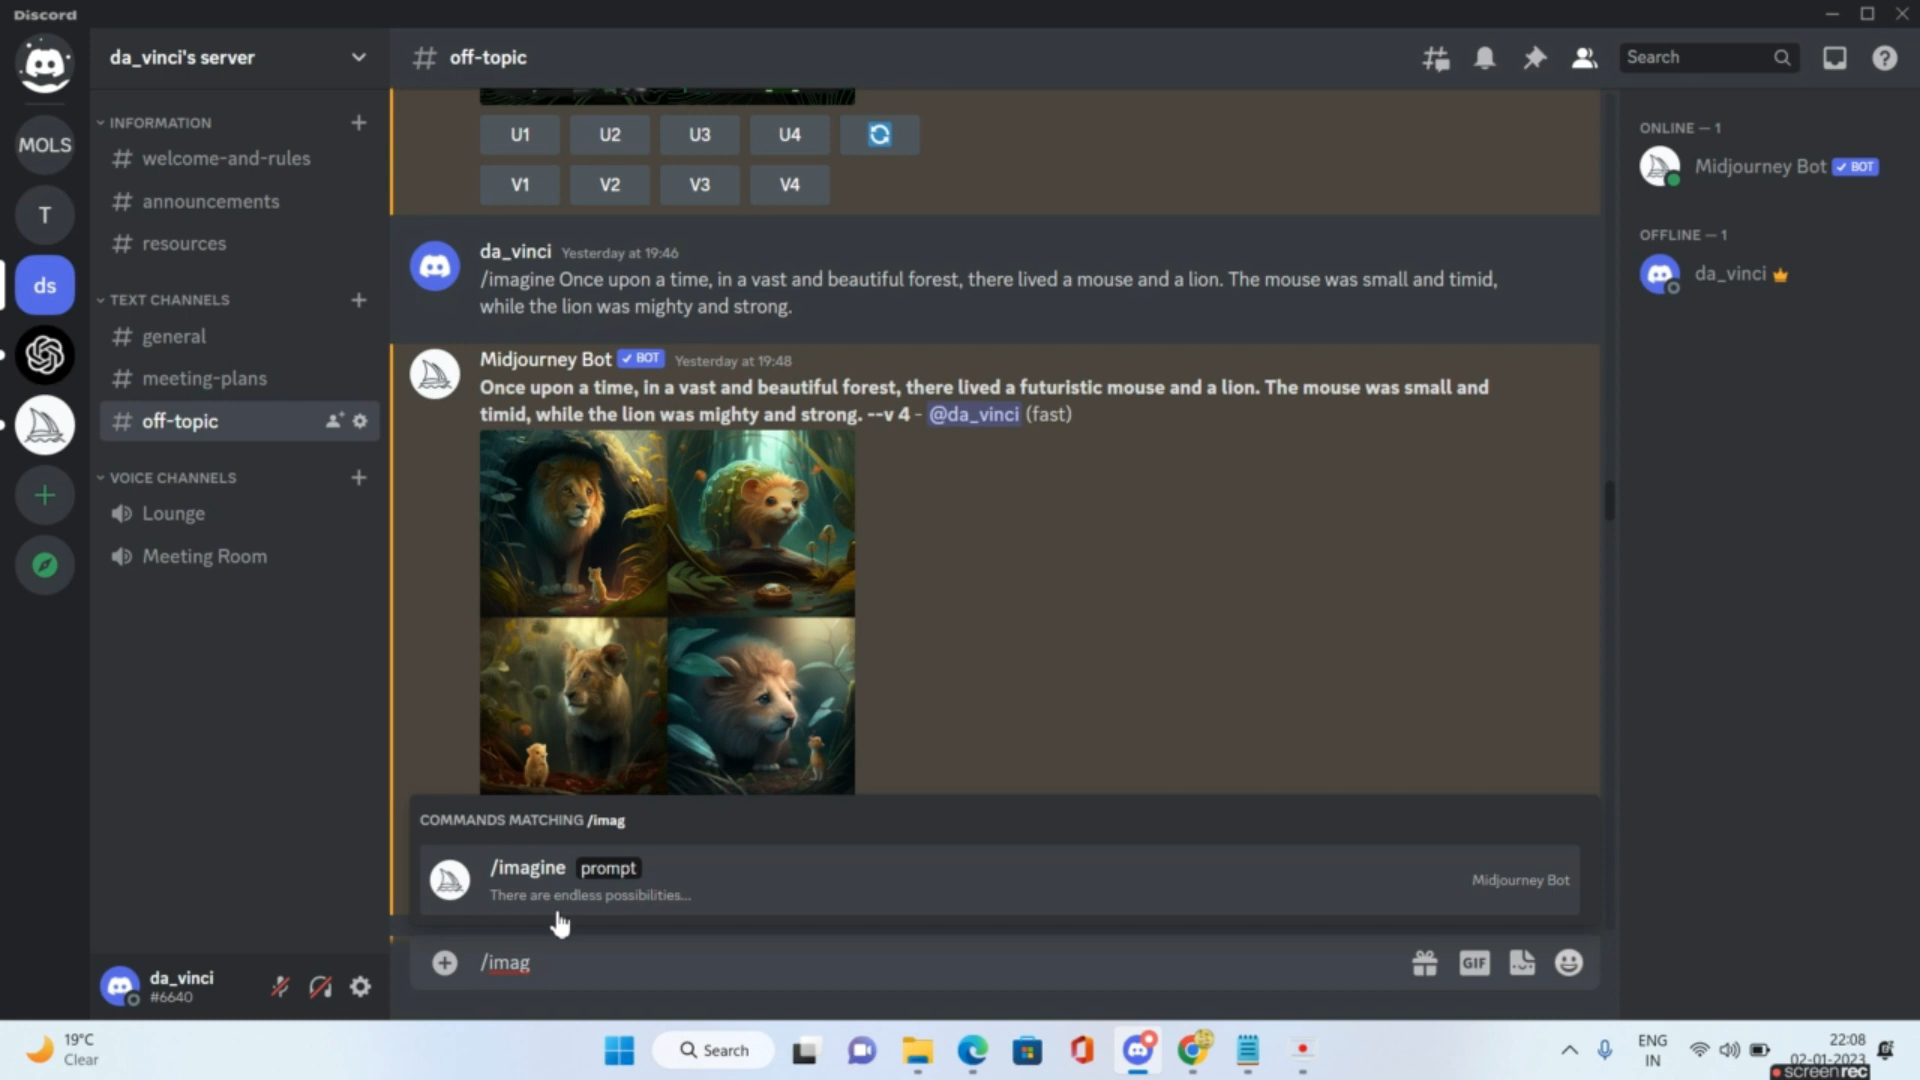 Discord
da_vinci's server
# off-topic
Search
MOLS
T
ds
INFORMATION
# welcome-and-rules
# announcements
# resources
TEXT CHANNELS
# general
# meeting-plans
# off-topic
VOICE CHANNELS
Lounge
Meeting Room
da_vinci
#6640
U1 U2 U3 U4
V1 V2 V3 V4
da_vinci Yesterday at 19:46
/imagine Once upon a time, in a vast and beautiful forest, there lived a mouse and a lion. The mouse was small and timid,
while the lion was mighty and strong.
Midjourney Bot ✓ BOT Yesterday at 19:48
Once upon a time, in a vast and beautiful forest, there lived a futuristic mouse and a lion. The mouse was small and
timid, while the lion was mighty and strong. --v 4 - @da_vinci (fast)
COMMANDS MATCHING /imag
/imagine prompt
There are endless possibilities...
Midjourney Bot
/imag
GIF
ONLINE — 1
Midjourney Bot ✓ BOT
OFFLINE — 1
da_vinci
19°C
Clear
Search
ENG
IN
22:08
02-01-2023
screenrec